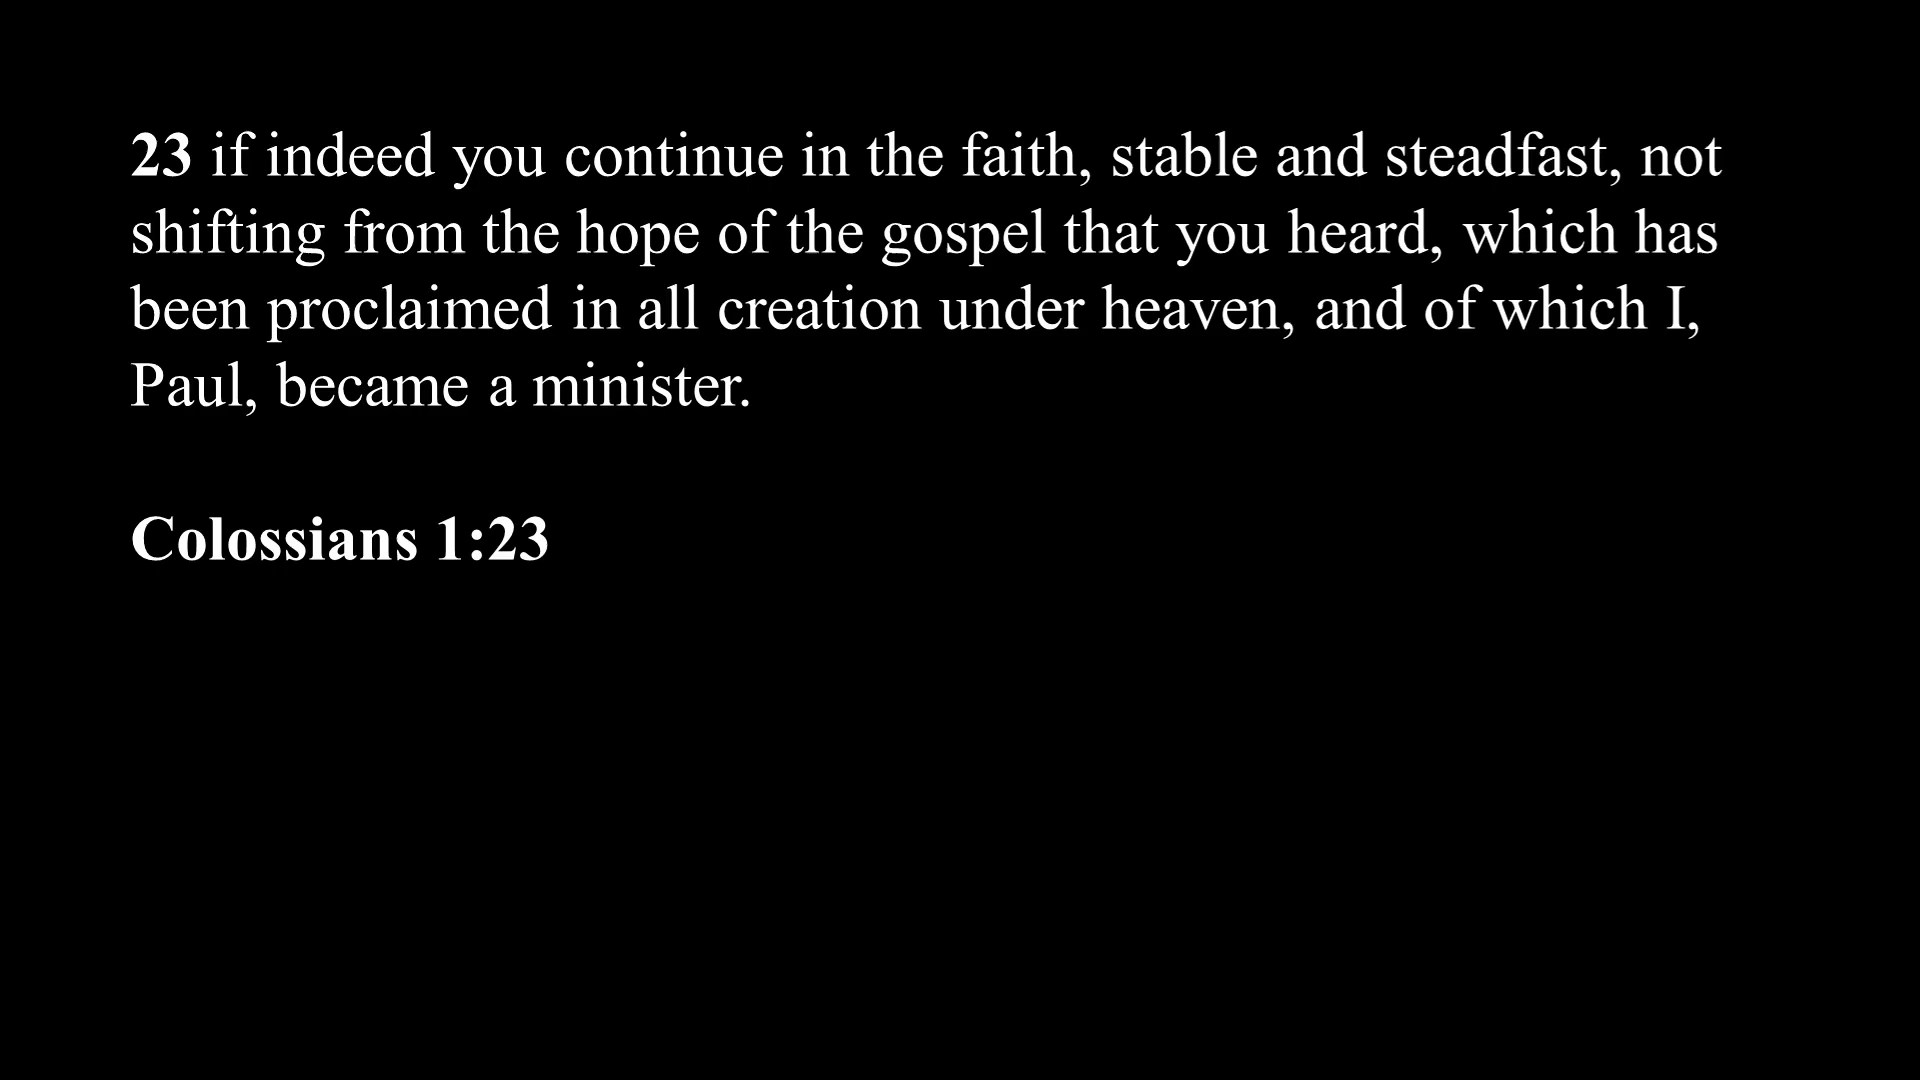 23 if indeed you continue in the faith, stable and steadfast, not
shifting from the hope of the gospel that you heard, which has
been proclaimed in all creation under heaven, and of which I,
Paul, became a minister.
Colossians 1:23